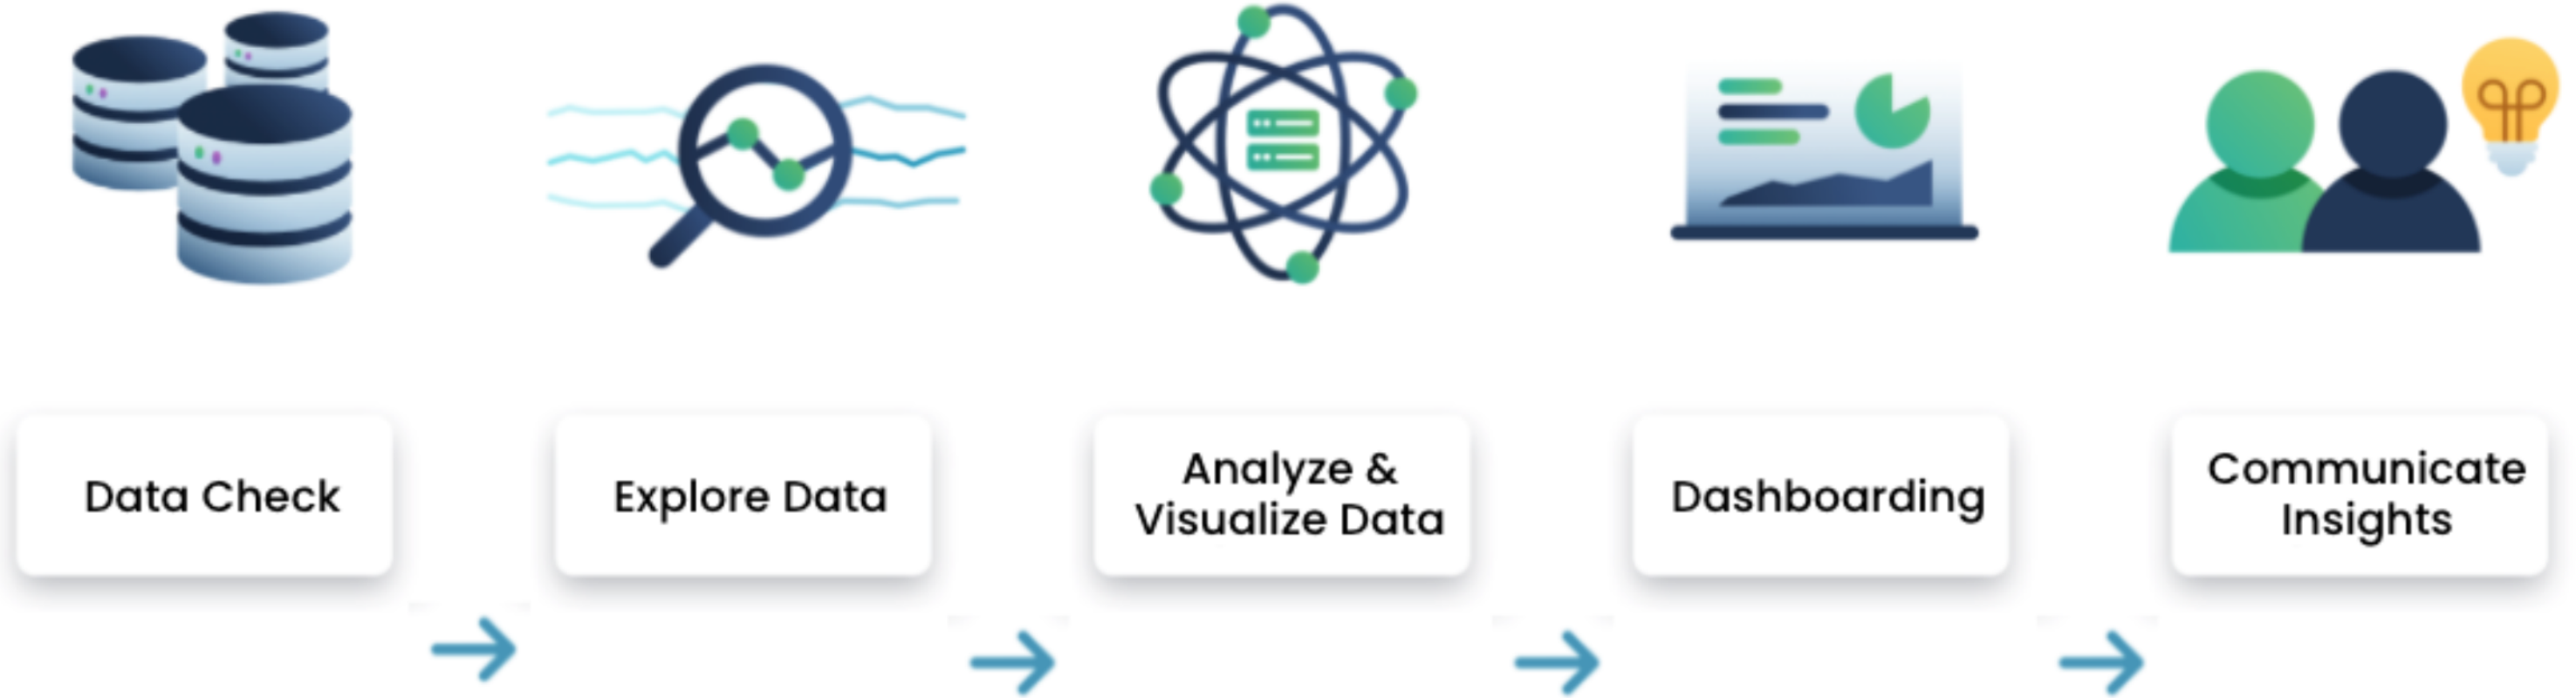 Data Check
Explore Data
Analyze &
Visualize Data
Dashboarding
Communicate
Insights